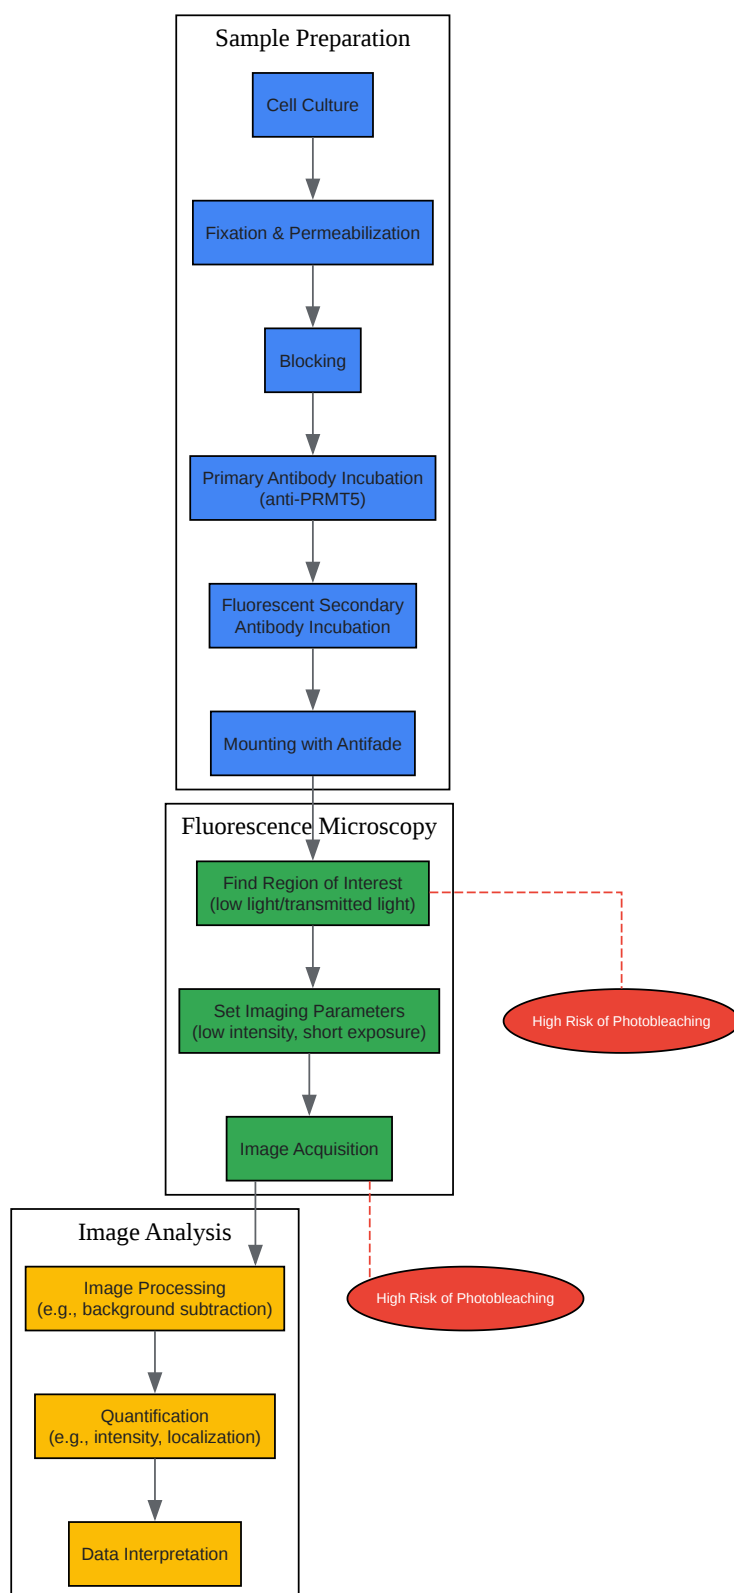 Sample Preparation
Cell Culture
Fixation & Permeabilization
Blocking
Primary Antibody Incubation
(anti-PRMT5)
Fluorescent Secondary
Antibody Incubation
Mounting with Antifade
Fluorescence Microscopy
Find Region of Interest
(low light/transmitted light)
Set Imaging Parameters
(low intensity, short exposure)
High Risk of Photobleaching
Image Acquisition
Image Analysis
Image Processing
(e.g., background subtraction)
High Risk of Photobleaching
Quantification
(e.g., intensity, localization)
Data Interpretation